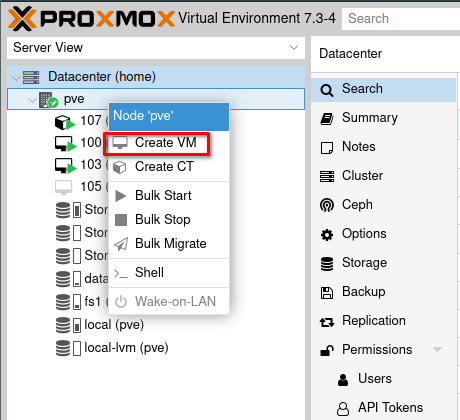 PROXMOX Virtual Environment 7.3-4
Server View
Datacenter (home)
pve
107 (
100
103
105
Stor
Stor
Stor
data
fs1 (
local (pve)
local-lvm (pve)
Node 'pve'
Create VM
Create CT
Bulk Start
Bulk Stop
Bulk Migrate
Shell
Wake-on-LAN
Datacenter
Search
Summary
Notes
Cluster
Ceph
Options
Storage
Backup
Replication
Permissions
Users
API Tokens